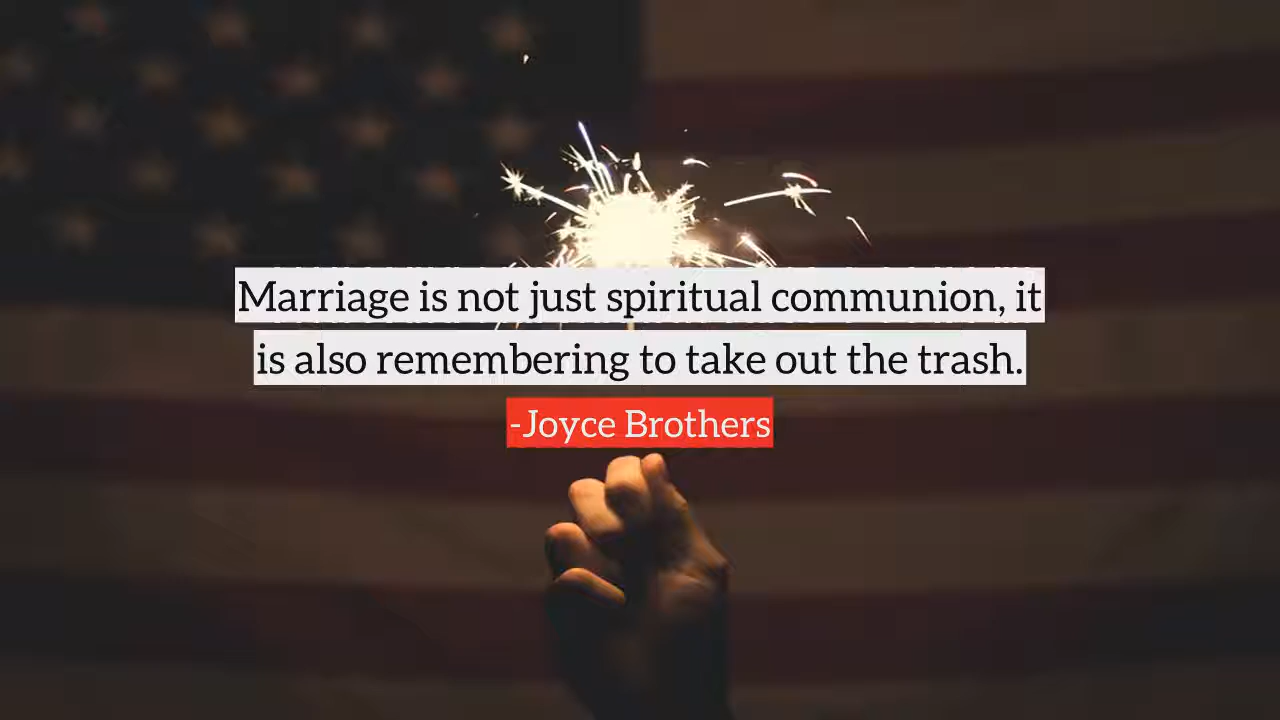 Marriage is not just spiritual communion, it
is also remembering to take out the trash.
-Joyce Brothers